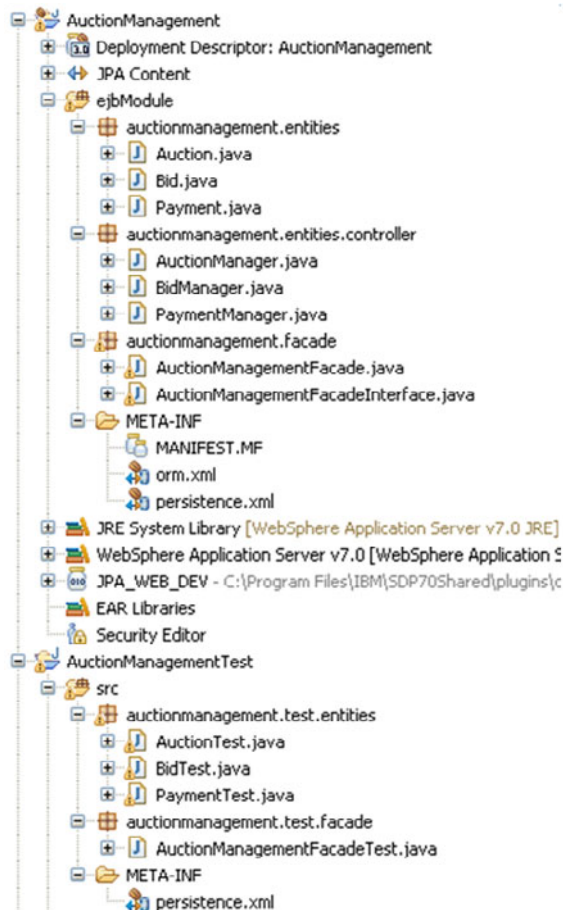 AuctionManagement
Deployment Descriptor: AuctionManagement
JPA Content
ejbModule
auctionmanagement.entities
Auction.java
Bid.java
Payment.java
auctionmanagement.entities.controller
AuctionManager.java
BidManager.java
PaymentManager.java
auctionmanagement.facade
AuctionManagementFacade.java
AuctionManagementFacadeInterface.java
META-INF
MANIFEST.MF
orm.xml
persistence.xml
JRE System Library [WebSphere Application Server v7.0 JRE]
WebSphere Application Server v7.0 [WebSphere Application S
JPA_WEB_DEV - C:\Program Files\IBM\SDP70Shared\plugins\c
EAR Libraries
Security Editor
AuctionManagementTest
src
auctionmanagement.test.entities
AuctionTest.java
BidTest.java
PaymentTest.java
auctionmanagement.test.facade
AuctionManagementFacadeTest.java
META-INF
persistence.xml